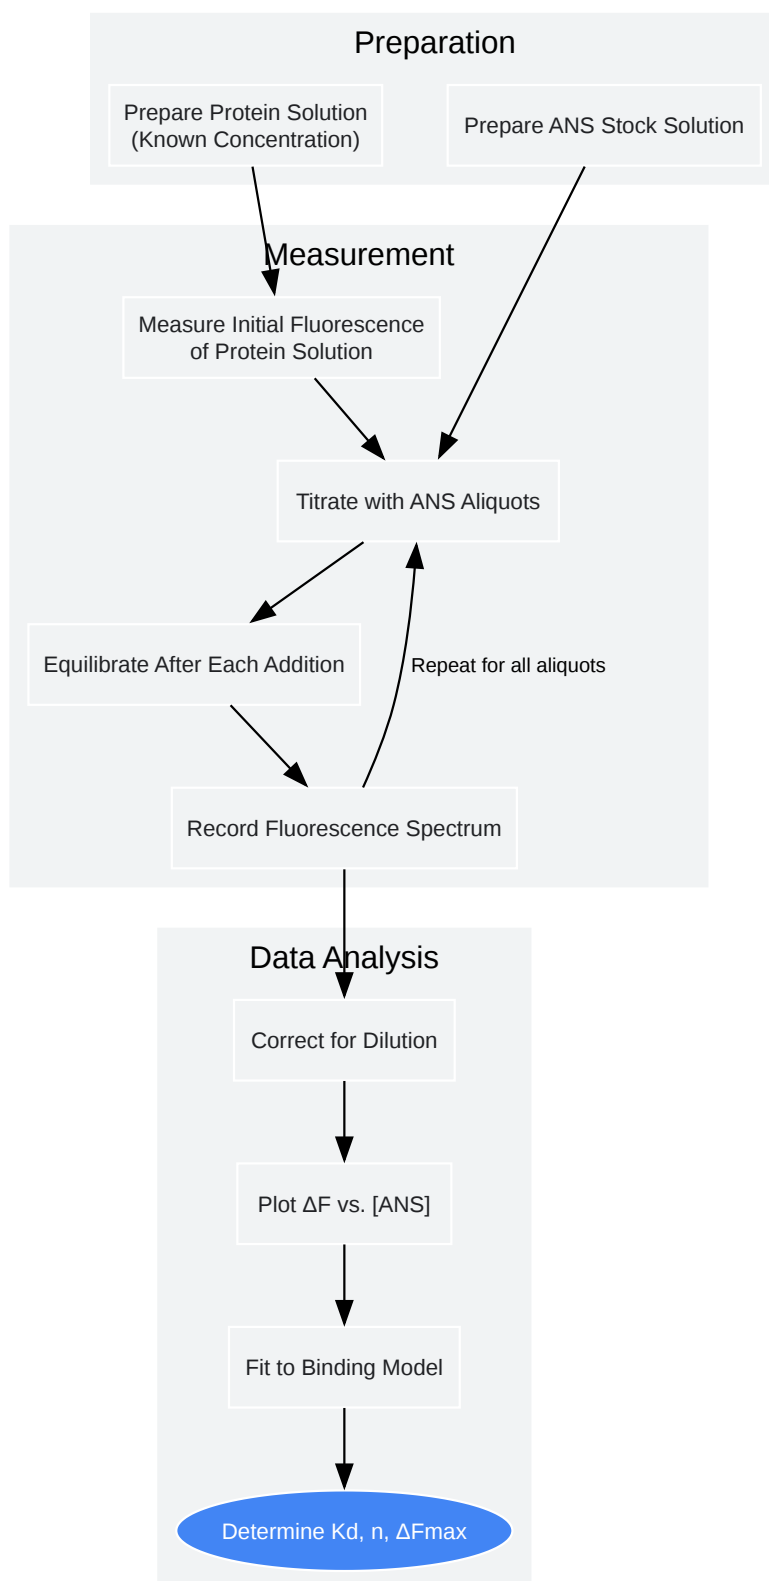 Preparation
Prepare Protein Solution
(Known Concentration)
Prepare ANS Stock Solution
Measurement
Measure Initial Fluorescence
of Protein Solution
Titrate with ANS Aliquots
Equilibrate After Each Addition
Repeat for all aliquots
Record Fluorescence Spectrum
Data Analysis
Correct for Dilution
Plot ΔF vs. [ANS]
Fit to Binding Model
Determine Kd, n, ΔFmax